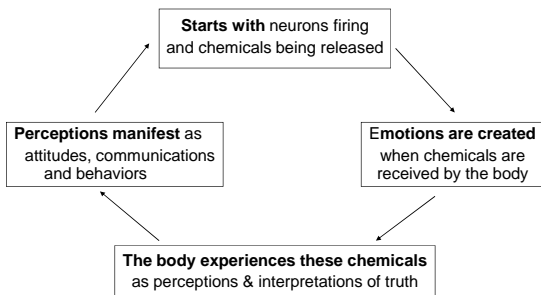 Starts with neurons firing
and chemicals being released
Emotions are created
when chemicals are
received by the body
The body experiences these chemicals
as perceptions & interpretations of truth
Perceptions manifest as
attitudes, communications
and behaviors